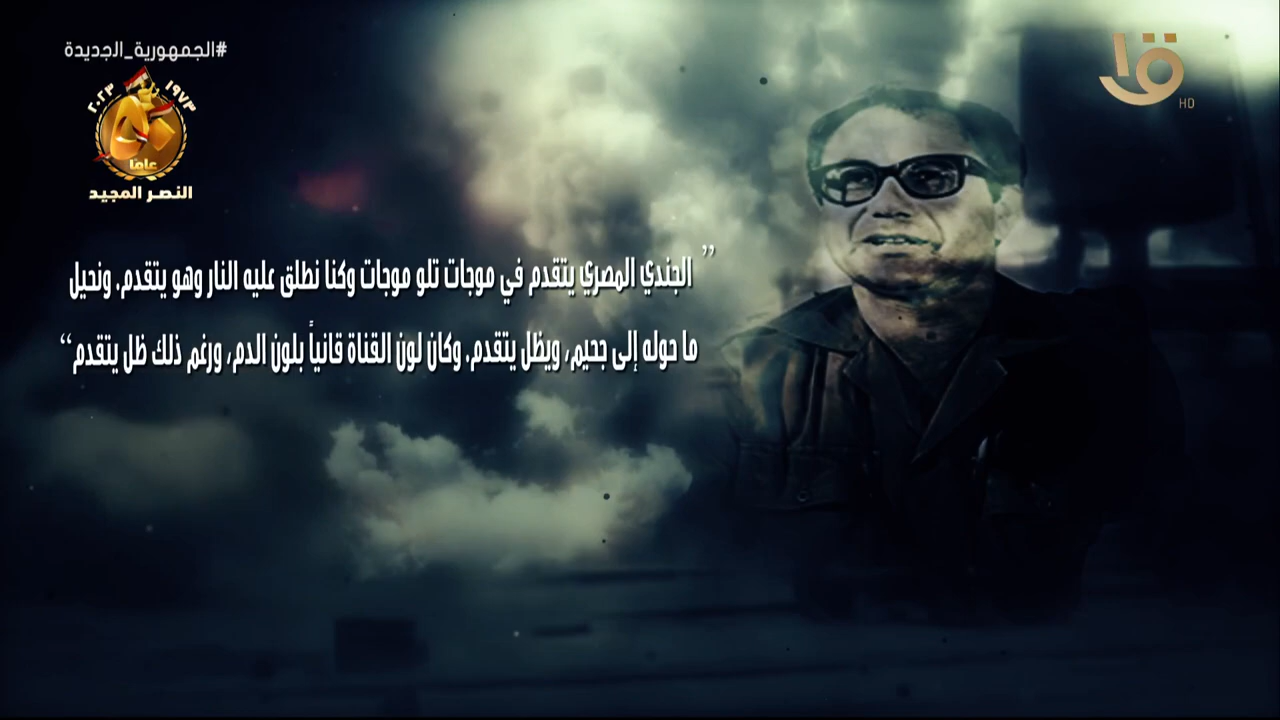 #الجمهورية_الجديدة
١٩٧٣ ٢٠٢٣
٥٠
عامًا
النصر المجيد
HD
” الجندي المصري يتقدم في موجات تلو موجات وكنا نطلق عليه النار وهو يتقدم، ونحيل
ما حوله إلى جحيم، ويظل يتقدم، وكان لون القناة قانياً بلون الدم، ورغم ذلك ظل يتقدم “